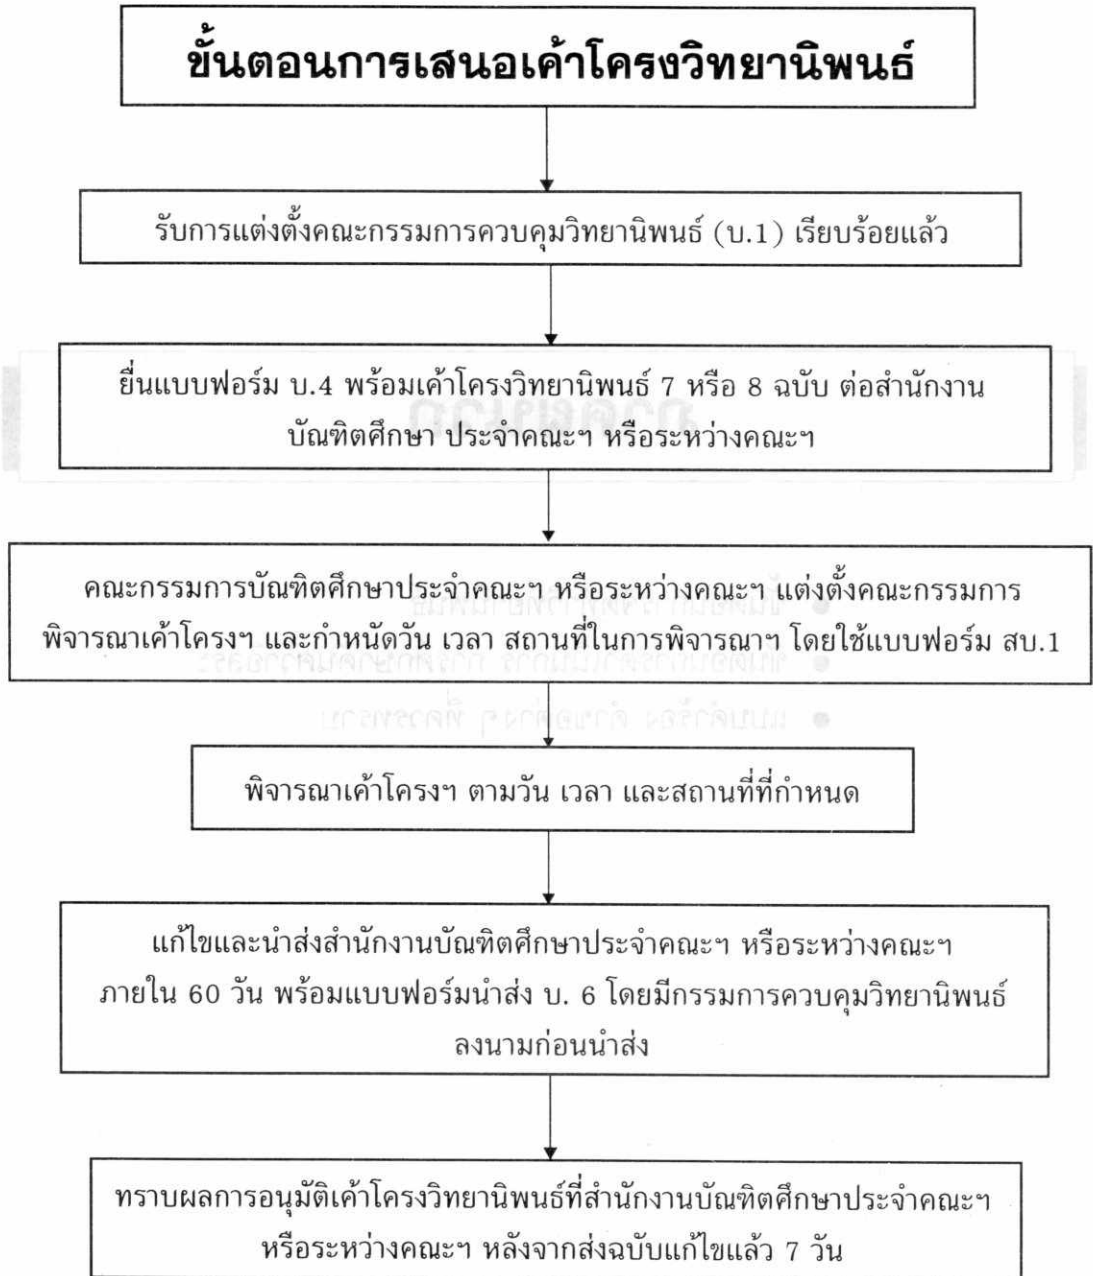 ขั้นตอนการเสนอเค้าโครงวิทยานิพนธ์
รับการแต่งตั้งคณะกรรมการควบคุมวิทยานิพนธ์ (บ.1) เรียบร้อยแล้ว
ยื่นแบบฟอร์ม บ.4 พร้อมเค้าโครงวิทยานิพนธ์ 7 หรือ 8 ฉบับ ต่อสำนักงาน
บัณฑิตศึกษา ประจำคณะฯ หรือระหว่างคณะฯ
คณะกรรมการบัณฑิตศึกษาประจำคณะฯ หรือระหว่างคณะฯ แต่งตั้งคณะกรรมการ
พิจารณาเค้าโครงฯ และกำหนัดวัน เวลา สถานที่ในการพิจารณาฯ โดยใช้แบบฟอร์ม สบ.1
พิจารณาเค้าโครงฯ ตามวัน เวลา และสถานที่ที่กำหนด
แก้ไขและนำส่งสำนักงานบัณฑิตศึกษาประจำคณะฯ หรือระหว่างคณะฯ
ภายใน 60 วัน พร้อมแบบฟอร์มนำส่ง บ. 6 โดยมีกรรมการควบคุมวิทยานิพนธ์
ลงนามก่อนนำส่ง
ทราบผลการอนุมัติเค้าโครงวิทยานิพนธ์ที่สำนักงานบัณฑิตศึกษาประจำคณะฯ
หรือระหว่างคณะฯ หลังจากส่งฉบับแก้ไขแล้ว 7 วัน